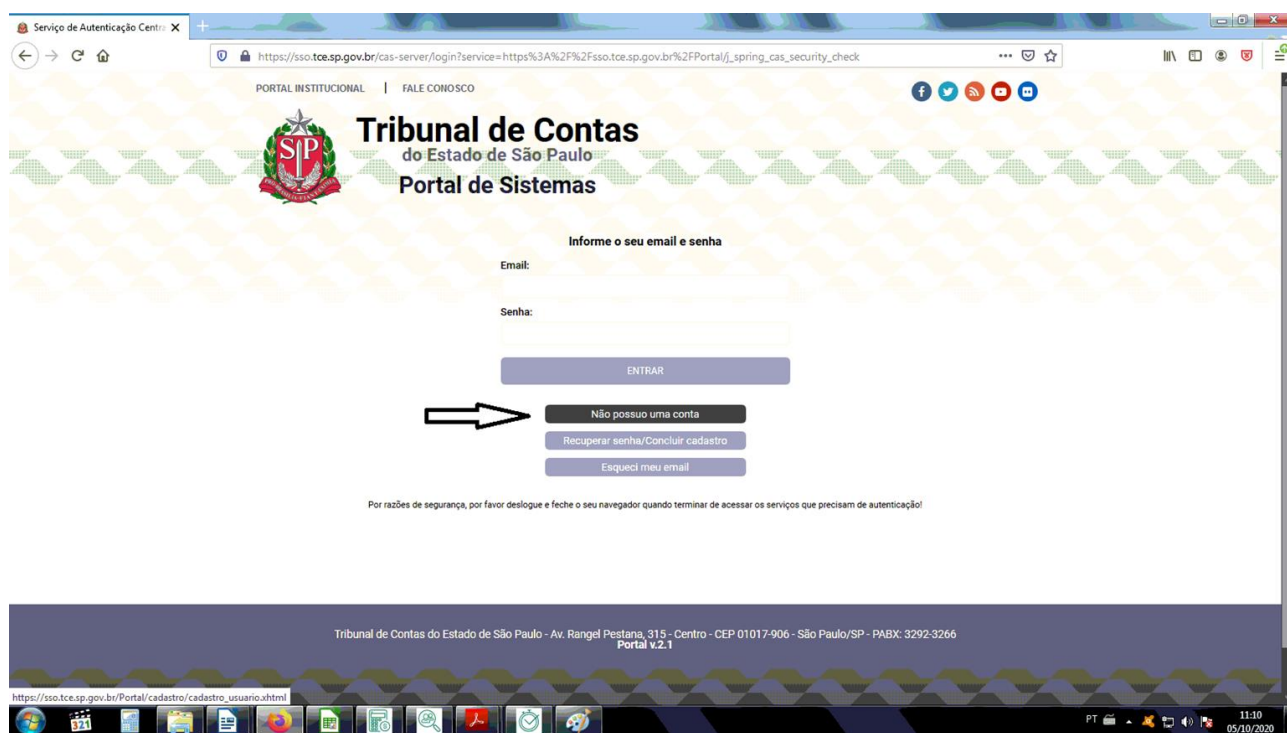 Serviço de Autenticação Centr
https://sso.tce.sp.gov.br/cas-server/login?service=https%3A%2F%2Fsso.tce.sp.gov.br%2FPortal/j_spring_cas_security_check
PORTAL INSTITUCIONAL | FALE CONOSCO
SP
Tribunal de Contas
do Estado de São Paulo
Portal de Sistemas
Informe o seu email e senha
Email:
Senha:
ENTRAR
Não possuo uma conta
Recuperar senha/Concluir cadastro
Esqueci meu email
Por razões de segurança, por favor deslogue e feche o seu navegador quando terminar de acessar os serviços que precisam de autenticação!
Tribunal de Contas do Estado de São Paulo - Av. Rangel Pestana, 315 - Centro - CEP 01017-906 - São Paulo/SP - PABX: 3292-3266
Portal v.2.1
https://sso.tce.sp.gov.br/Portal/cadastro/cadastro_usuario.xhtml
321
PT
11:10
05/10/2020